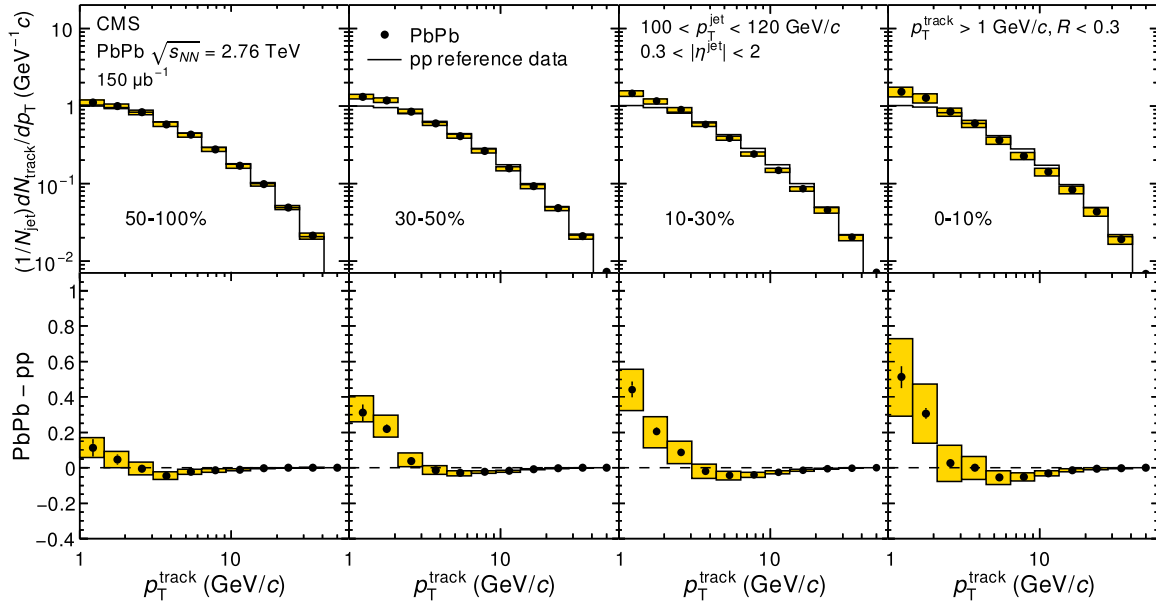 CMS
PbPb √s_NN = 2.76 TeV
150 μb⁻¹
50-100%
PbPb
pp reference data
30-50%
100 < p_T^jet < 120 GeV/c
0.3 < |η^jet| < 2
10-30%
p_T^track > 1 GeV/c, R < 0.3
0-10%
(1/N_jet) dN_track/dp_T (GeV⁻¹c)
10
1
10⁻¹
10⁻²
PbPb − pp
1
0.8
0.6
0.4
0.2
0
−0.2
−0.4
1 10 1 10 1 10 1 10
p_T^track (GeV/c) p_T^track (GeV/c) p_T^track (GeV/c) p_T^track (GeV/c)